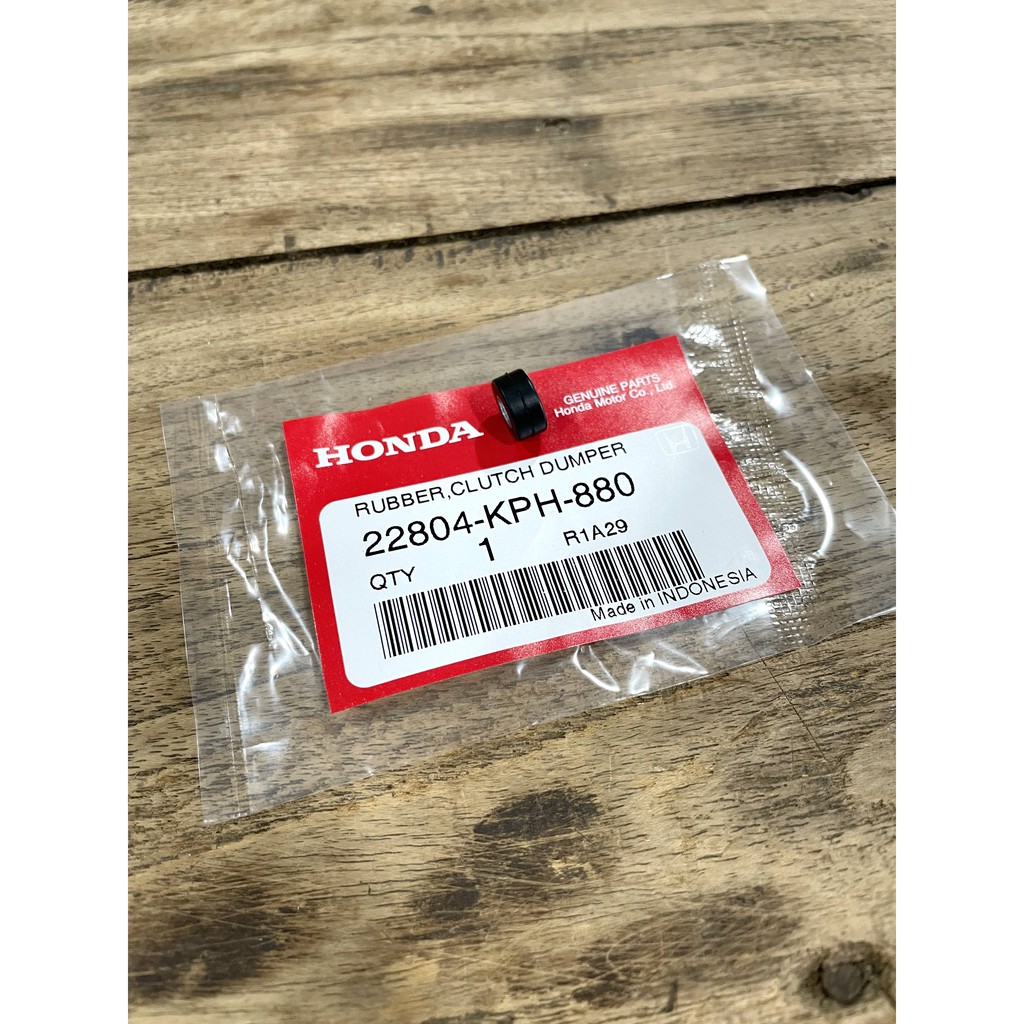 HONDA
GENUINE PARTS
Honda Motor Co., Ltd.
RUBBER,CLUTCH DUMPER
22804-KPH-880
QTY 1 R1A29
Made in INDONESIA